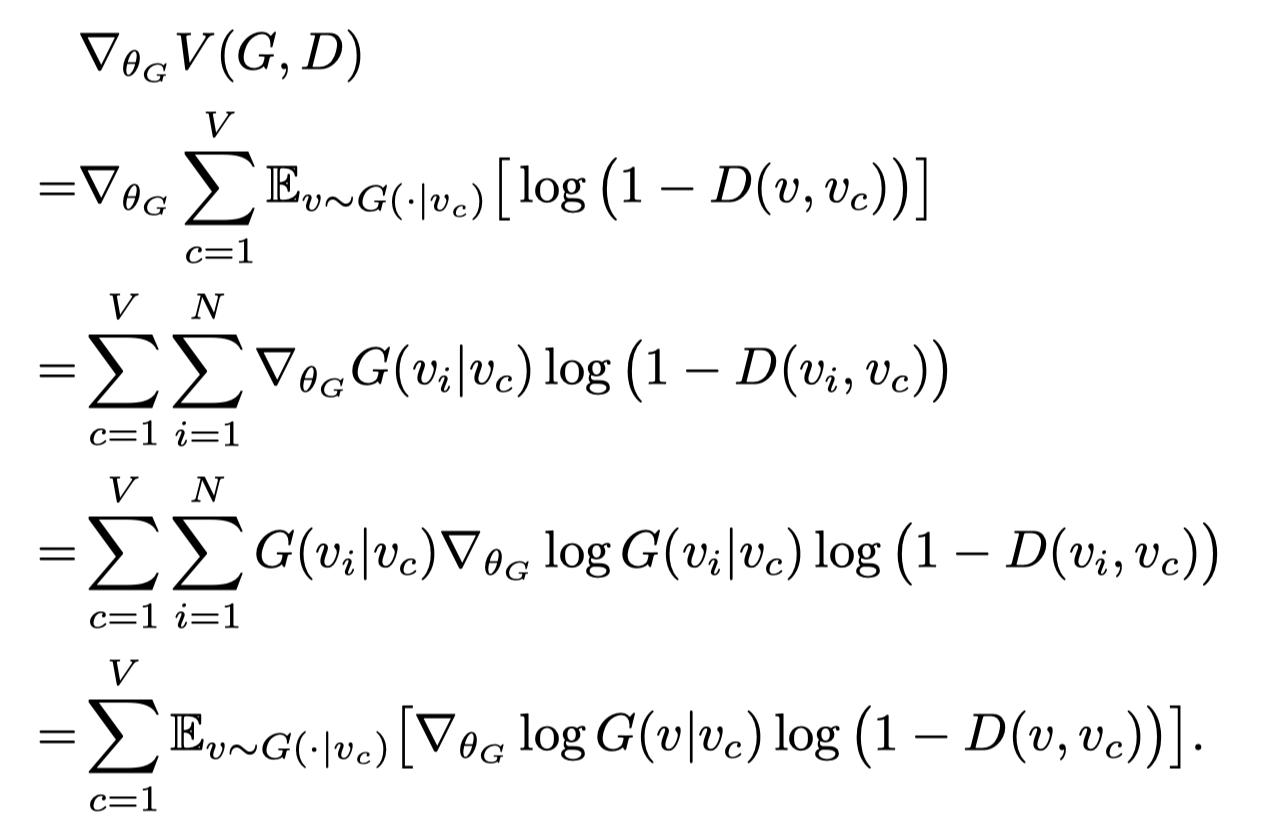 ∇_{θ_G} V(G, D)
=∇_{θ_G} ∑_{c=1}^{V} 𝔼_{v∼G(·|v_c)} [log (1 − D(v, v_c))]
=∑_{c=1}^{V} ∑_{i=1}^{N} ∇_{θ_G} G(v_i|v_c) log (1 − D(v_i, v_c))
=∑_{c=1}^{V} ∑_{i=1}^{N} G(v_i|v_c) ∇_{θ_G} log G(v_i|v_c) log (1 − D(v_i, v_c))
=∑_{c=1}^{V} 𝔼_{v∼G(·|v_c)} [∇_{θ_G} log G(v|v_c) log (1 − D(v, v_c))].